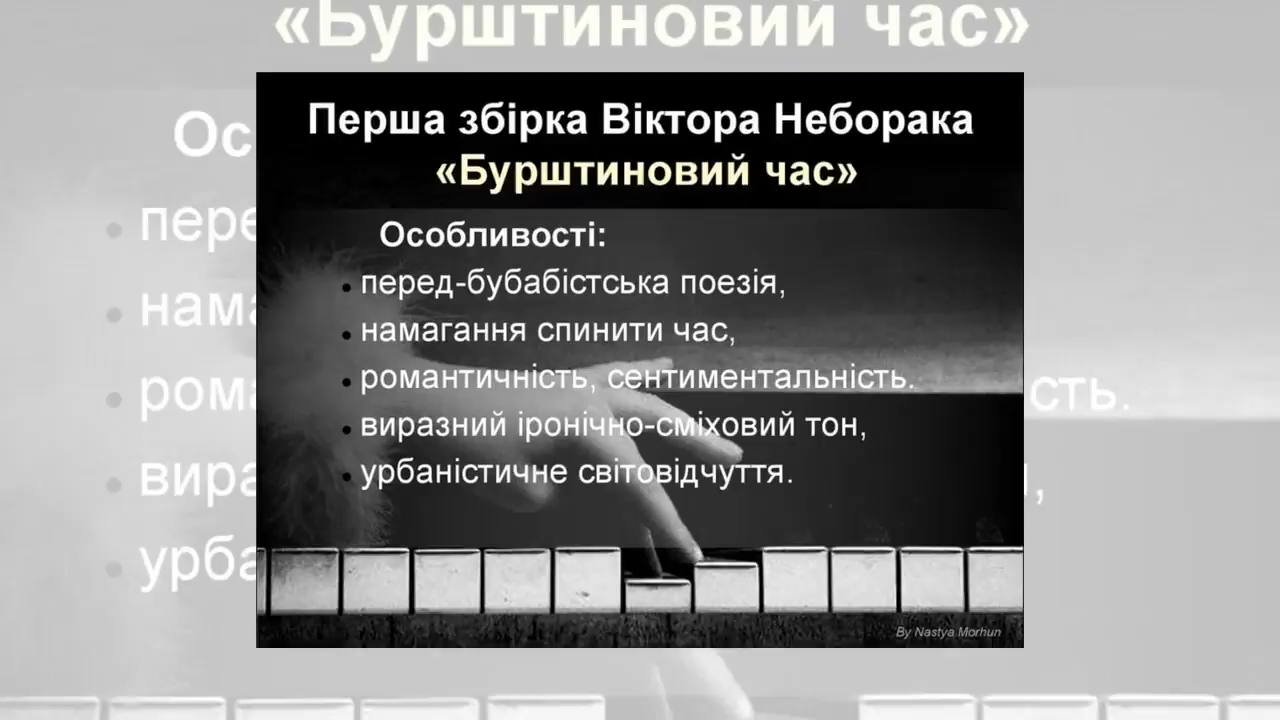 «Бурштиновий час»
Перша збірка Віктора Неборака
«Бурштиновий час»
Особливості:
перед-бубабістська поезія,
намагання спинити час,
романтичність, сентиментальність.
виразний іронічно-сміховий тон,
урбаністичне світовідчуття.
By Nastya Morhun